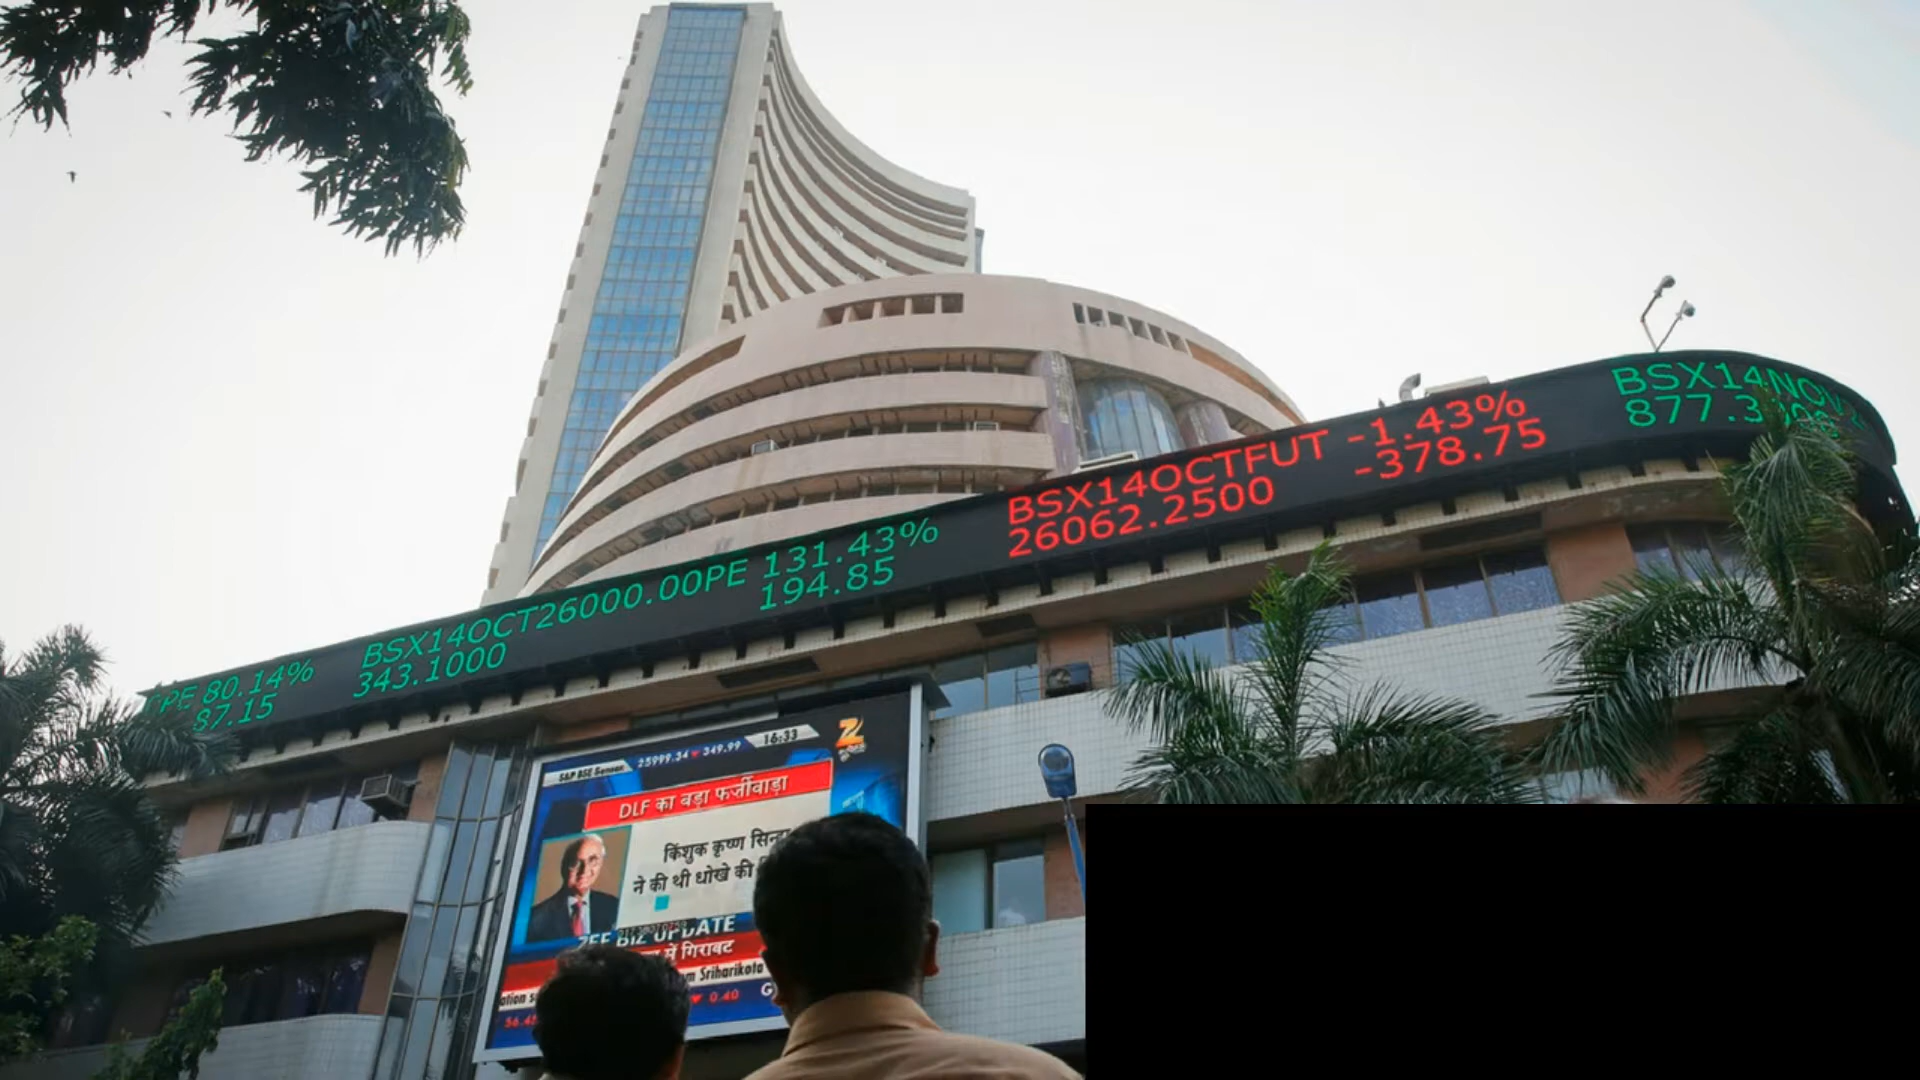 PE 80.14%
87.15
BSX14OCT26000.00PE 131.43%
343.1000 194.85
BSX14OCTFUT -1.43%
26062.2500 -378.75
BSX14NOV
877.3
S&P BSE Sensex 25999.34 ▼ 349.99 16:33
DLF का बड़ा फर्जीवाड़ा
किंशुक कृष्ण सिन्हा
ने की थी धोखे की
ZEE BIZ UPDATE
में गिरावट
Sriharikota
▼ 0.40